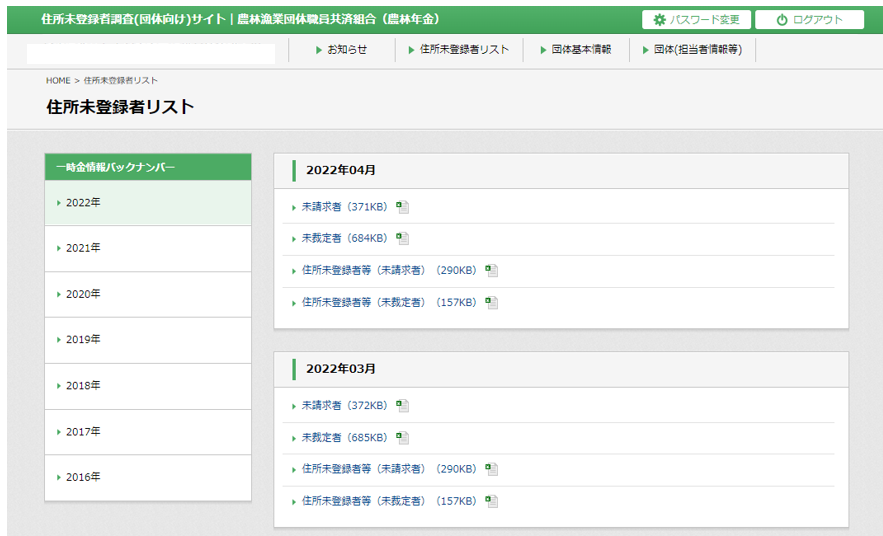 住所未登録者調査(団体向け)サイト | 農林漁業団体職員共済組合（農林年金）
パスワード変更
ログアウト
お知らせ
住所未登録者リスト
団体基本情報
団体(担当者情報等)
HOME > 住所未登録者リスト
住所未登録者リスト
一時金情報バックナンバー
2022年
2021年
2020年
2019年
2018年
2017年
2016年
2022年04月
未請求者（371KB）
未裁定者（684KB）
住所未登録者等（未請求者）（290KB）
住所未登録者等（未裁定者）（157KB）
2022年03月
未請求者（372KB）
未裁定者（685KB）
住所未登録者等（未請求者）（290KB）
住所未登録者等（未裁定者）（157KB）